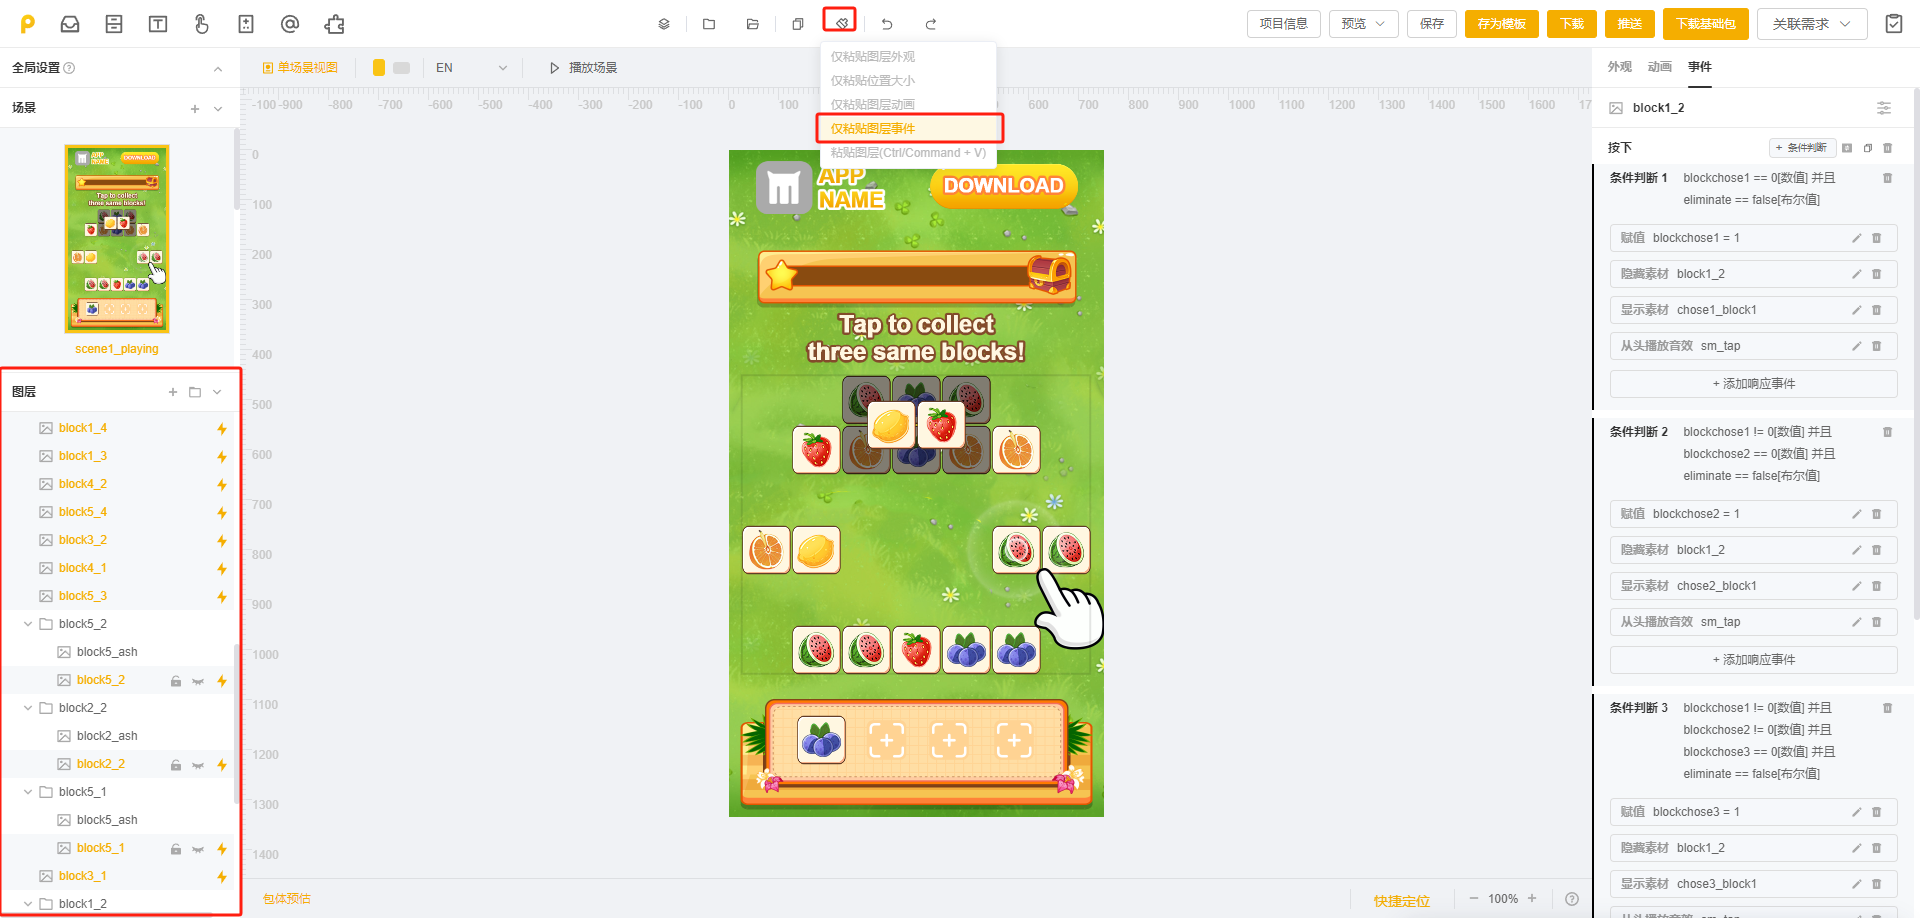 项目信息
预览
保存
存为模板
下载
推送
下载基础包
关联需求
全局设置
单场景视图
EN
播放场景
仅粘贴图层外观
仅粘贴位置大小
仅粘贴图层动画
仅粘贴图层事件
粘贴图层(Ctrl/Command + V)
外观
动画
事件
场景
-100
-900
-800
-700
-600
-500
-400
-300
-200
-100
0
100
600
700
800
900
1000
1100
1200
1300
1400
1500
1600
0
100
200
300
400
500
600
700
800
900
1000
1100
1200
1300
1400
APP
NAME
DOWNLOAD
Tap to collect
three same blocks!
scene1_playing
图层
block1_4
block1_3
block4_2
block5_4
block3_2
block4_1
block5_3
block5_2
block5_ash
block5_2
block2_2
block2_ash
block2_2
block5_1
block5_ash
block5_1
block3_1
block1_2
APP
NAME
DOWNLOAD
Tap to collect
three same blocks!
包体预估
快捷定位
100%
block1_2
按下
+ 条件判断
条件判断 1
blockchose1 == 0[数值] 并且
eliminate == false[布尔值]
赋值 blockchose1 = 1
隐藏素材 block1_2
显示素材 chose1_block1
从头播放音效 sm_tap
+ 添加响应事件
条件判断 2
blockchose1 != 0[数值] 并且
blockchose2 == 0[数值] 并且
eliminate == false[布尔值]
赋值 blockchose2 = 1
隐藏素材 block1_2
显示素材 chose2_block1
从头播放音效 sm_tap
+ 添加响应事件
条件判断 3
blockchose1 != 0[数值] 并且
blockchose2 != 0[数值] 并且
blockchose3 == 0[数值] 并且
eliminate == false[布尔值]
赋值 blockchose3 = 1
隐藏素材 block1_2
显示素材 chose3_block1